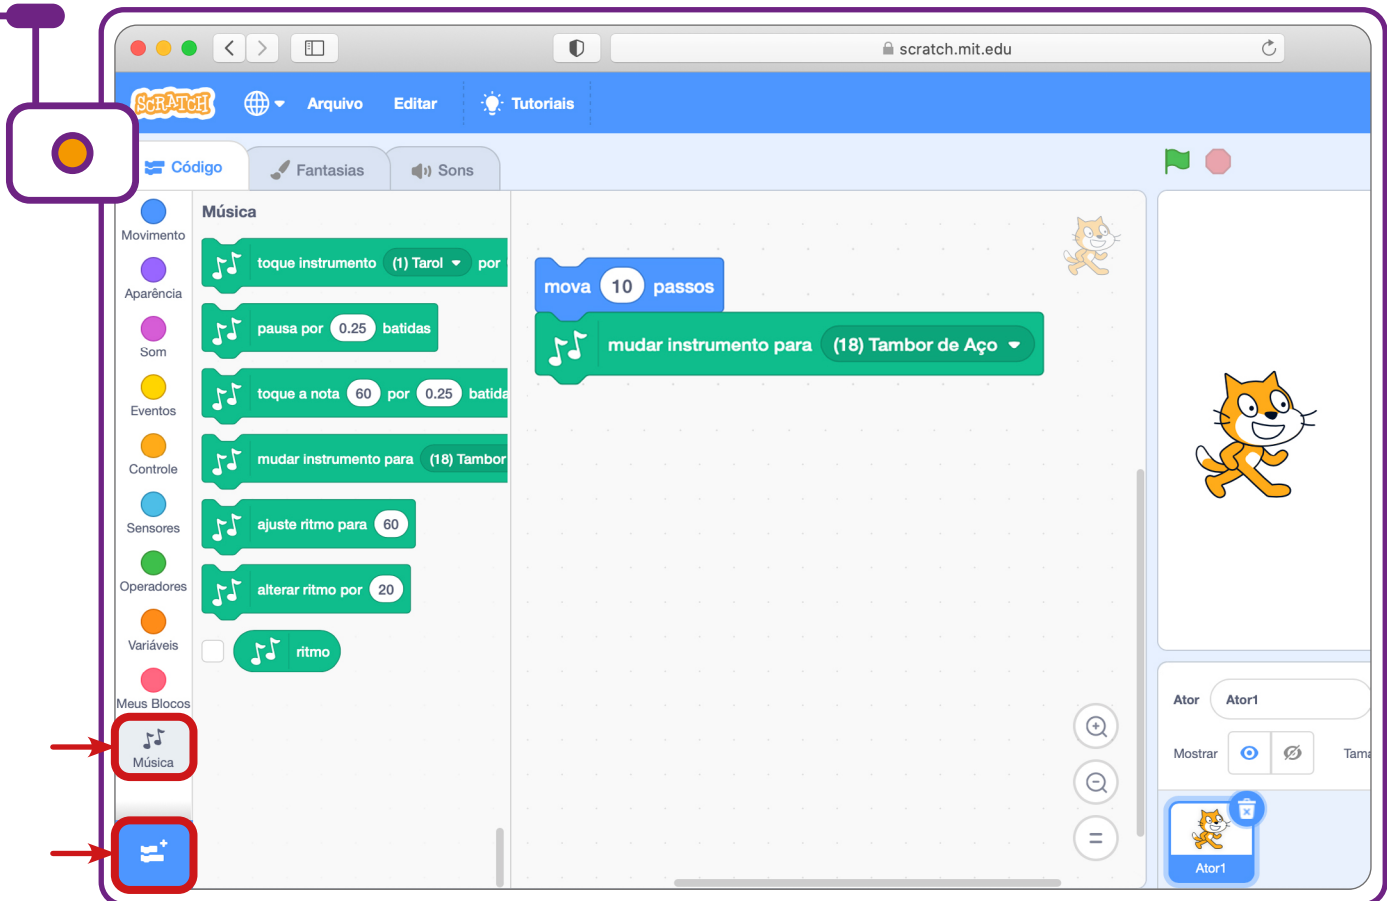 scratch.mit.edu
SCRATCH
Arquivo
Editar
Tutoriais
Código
Fantasias
Sons
Movimento
Aparência
Som
Eventos
Controle
Sensores
Operadores
Variáveis
Meus Blocos
Música
Música
toque instrumento (1) Tarol por
pausa por 0.25 batidas
toque a nota 60 por 0.25 batida
mudar instrumento para (18) Tambor
ajuste ritmo para 60
alterar ritmo por 20
ritmo
mova 10 passos
mudar instrumento para (18) Tambor de Aço
Ator Ator1
Mostrar
Tama
Ator1